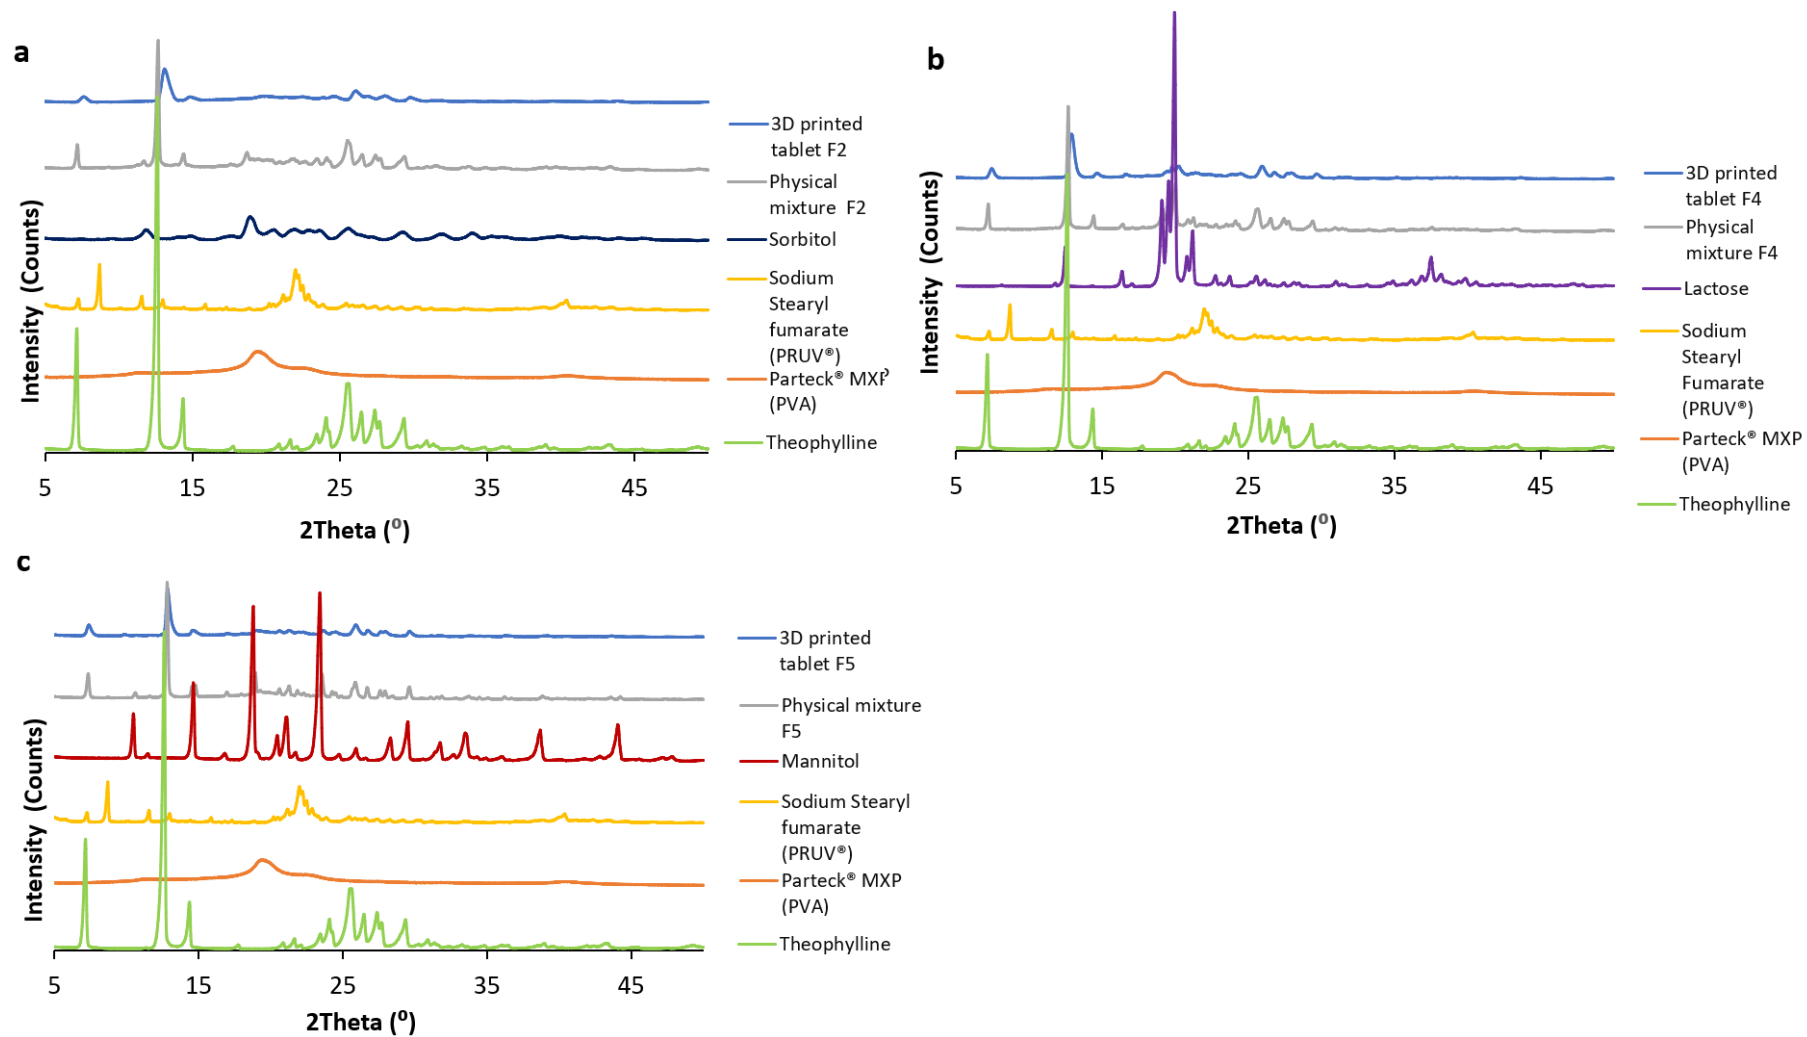 a
Intensity (Counts)
3D printed
tablet F2
Physical
mixture F2
Sorbitol
Sodium
Stearyl
fumarate
(PRUV®)
Parteck® MXP
(PVA)
Theophylline
5 15 25 35 45
2Theta (⁰)
b
Intensity (Counts)
3D printed
tablet F4
Physical
mixture F4
Lactose
Sodium
Stearyl
Fumarate
(PRUV®)
Parteck® MXP
(PVA)
Theophylline
5 15 25 35 45
2Theta (⁰)
c
Intensity (Counts)
3D printed
tablet F5
Physical mixture
F5
Mannitol
Sodium Stearyl
fumarate
(PRUV®)
Parteck® MXP
(PVA)
Theophylline
5 15 25 35 45
2Theta (⁰)